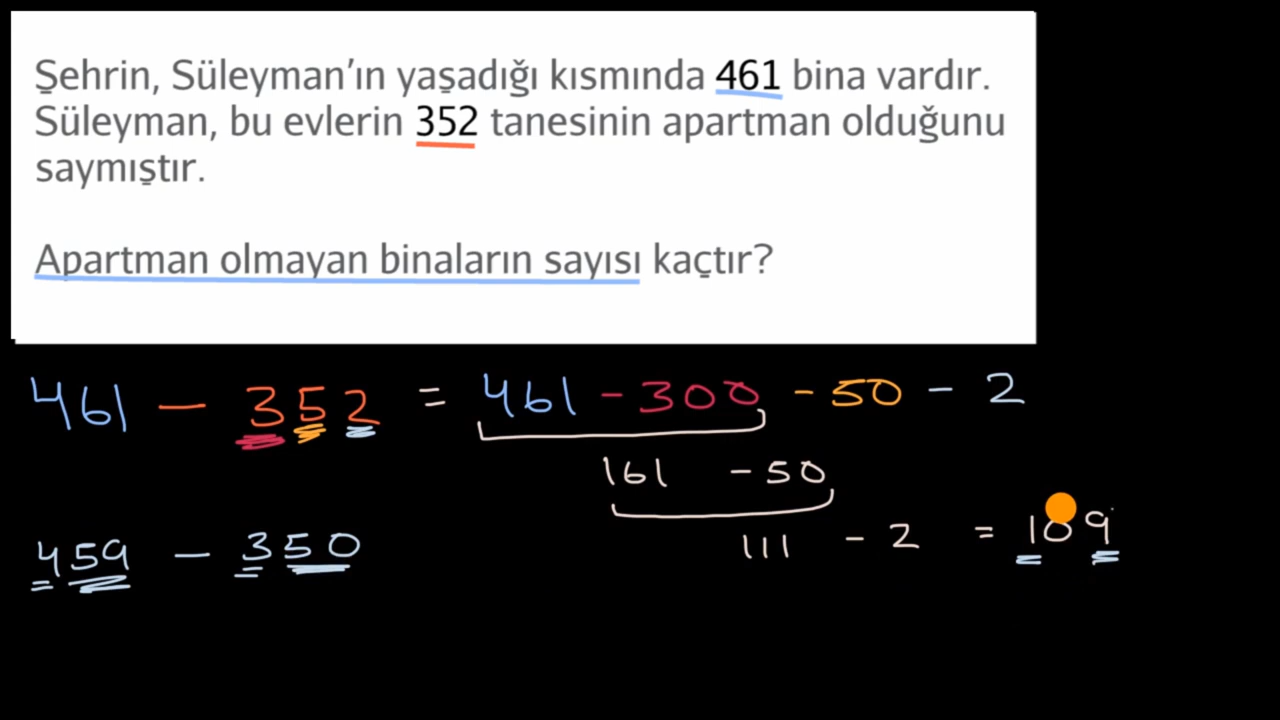 Şehrin, Süleyman’ın yaşadığı kısmında 461 bina vardır.
Süleyman, bu evlerin 352 tanesinin apartman olduğunu
saymıştır.
Apartman olmayan binaların sayısı kaçtır?
461 - 352 = 461 - 300 - 50 - 2
161 - 50
111 - 2 = 109
459 - 350